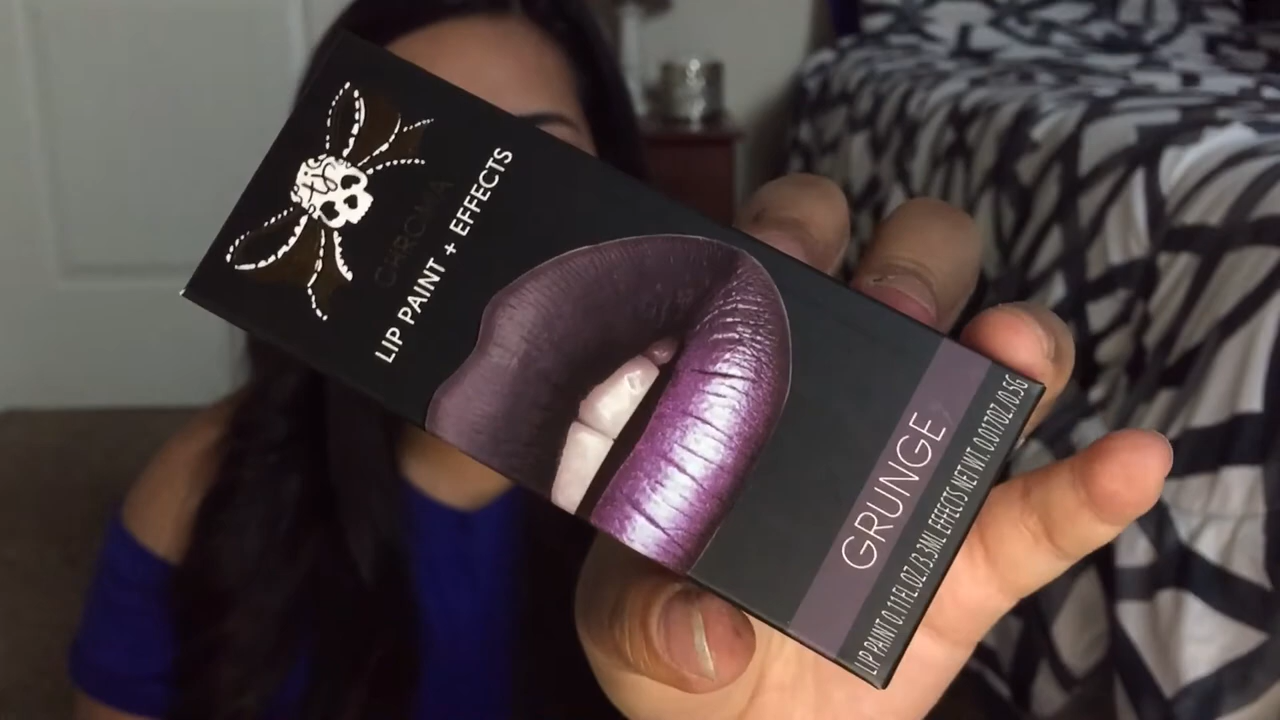 CHROMA
LIP PAINT + EFFECTS
GRUNGE
LIP PAINT 0.11FL.OZ./3.3ML EFFECTS NET WT. 0.017OZ./0.5G